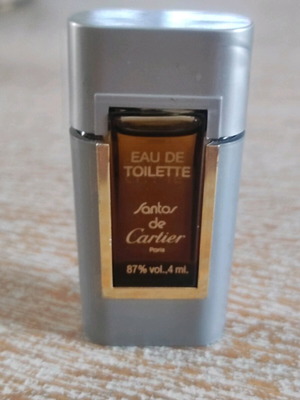 EAU DE
TOILETTE
Santos
de
Cartier
Paris
87% vol., 4 ml.